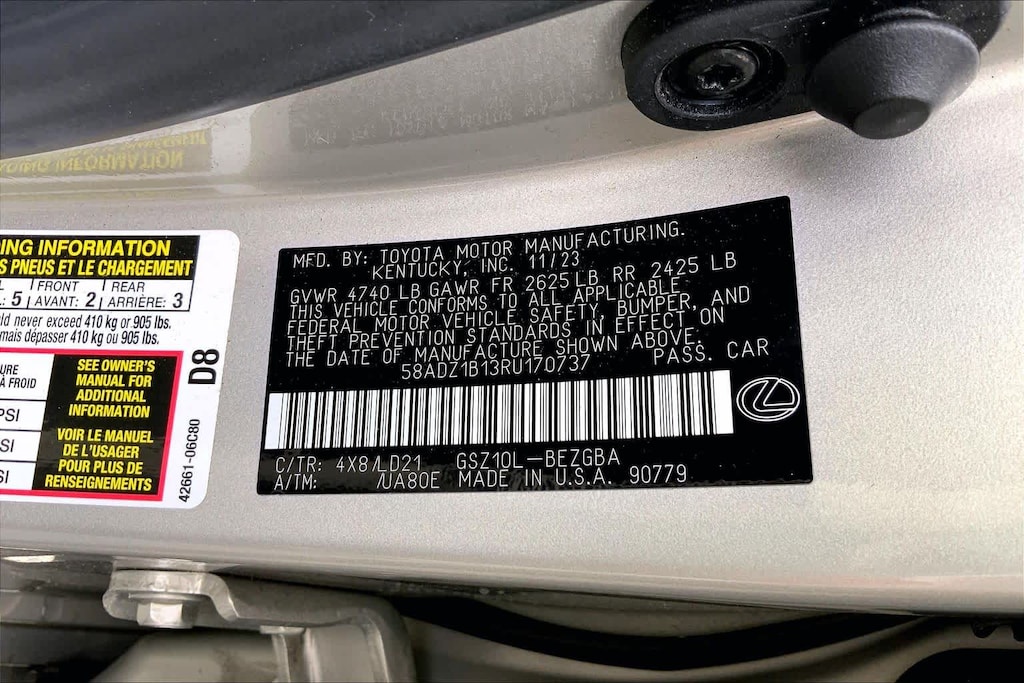 DING INFORMATION
S PNEUS ET LE CHARGEMENT
5 FRONT AVANT: 2 REAR ARRIÈRE: 3
never exceed 410 kg or 905 lbs.
mais dépasser 410 kg ou 905 lbs.
À FROID
PSI
SI
SI
SEE OWNER'S
MANUAL FOR
ADDITIONAL
INFORMATION
VOIR LE MANUEL
DE L'USAGER
POUR PLUS DE
RENSEIGNEMENTS
D8
42661-06C80
MFD. BY: TOYOTA MOTOR MANUFACTURING.
KENTUCKY, INC. 11/23
GVWR 4740 LB GAWR FR 2625 LB RR 2425 LB
THIS VEHICLE CONFORMS TO ALL APPLICABLE
FEDERAL MOTOR VEHICLE SAFETY, BUMPER, AND
THEFT PREVENTION STANDARDS IN EFFECT ON
THE DATE OF MANUFACTURE SHOWN ABOVE.
58ADZ1B13RU170737 PASS. CAR
C/TR: 4X8/LD21 GSZ10L-BEZGBA
A/TM: /UA80E MADE IN U.S.A. 90779